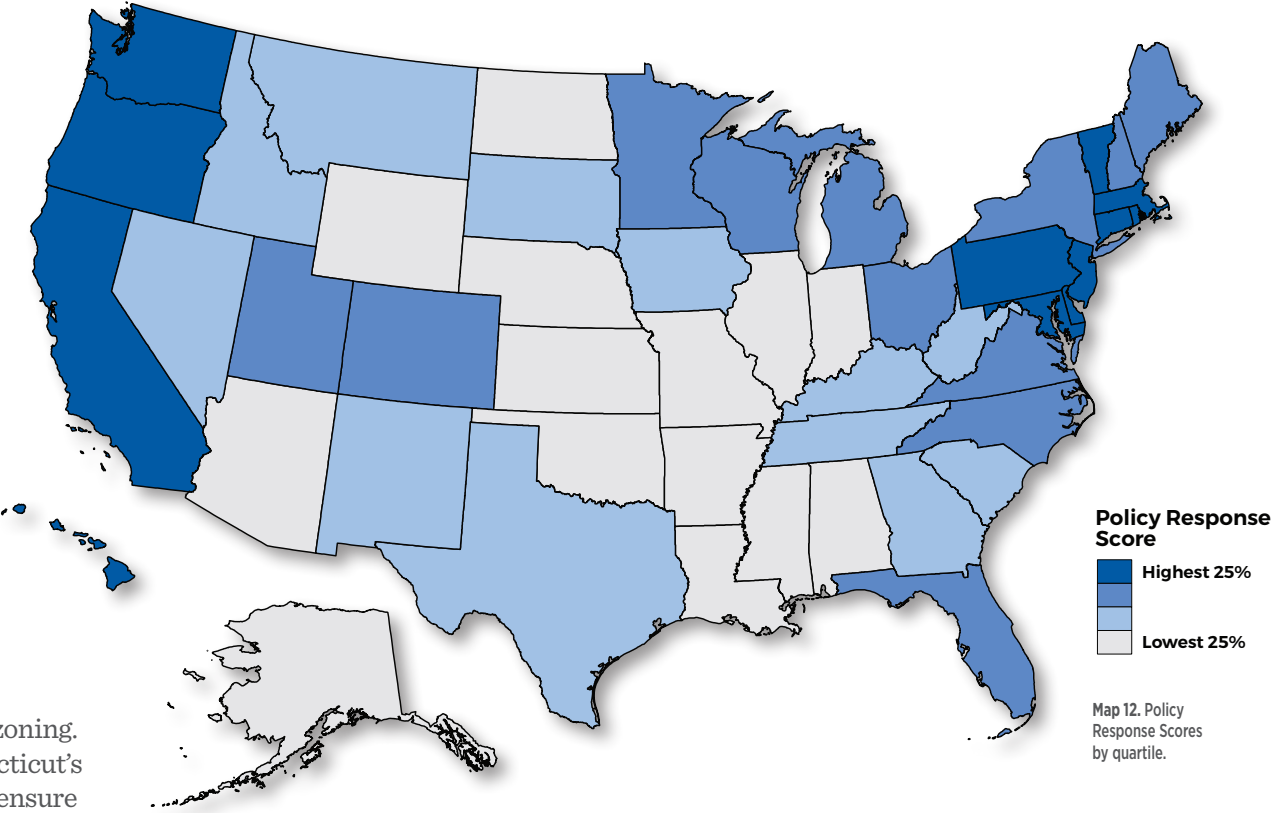 Policy Response
Score
Highest 25%
Lowest 25%
Map 12. Policy
Response Scores
by quartile.
zoning.
cticut's
ensure